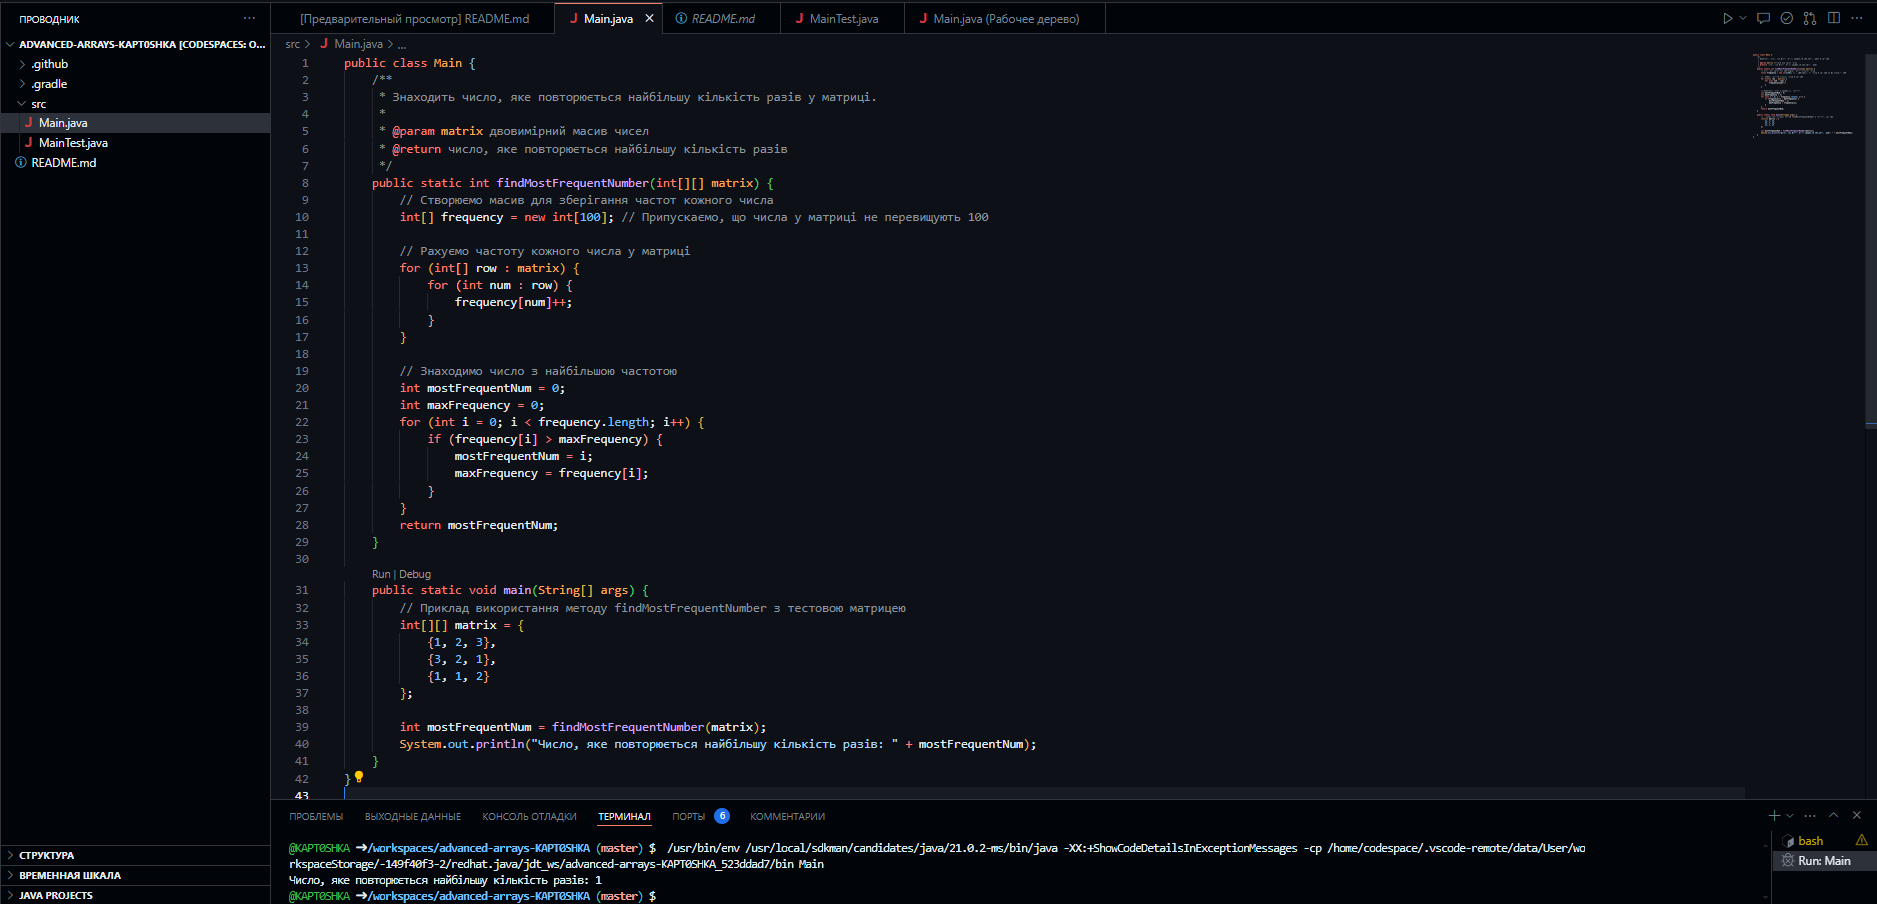 ПРОВОДНИК
ADVANCED-ARRAYS-KAPT0SHKA [CODESPACES: O...
.github
.gradle
src
Main.java
MainTest.java
README.md
СТРУКТУРА
ВРЕМЕННАЯ ШКАЛА
JAVA PROJECTS
[Предварительный просмотр] README.md
Main.java
README.md
MainTest.java
Main.java (Рабочее дерево)
src > Main.java > ...
1 public class Main {
2 /**
3 * Знаходить число, яке повторюється найбільшу кількість разів у матриці.
4 *
5 * @param matrix двовимірний масив чисел
6 * @return число, яке повторюється найбільшу кількість разів
7 */
8 public static int findMostFrequentNumber(int[][] matrix) {
9 // Створюємо масив для зберігання частот кожного числа
10 int[] frequency = new int[100]; // Припускаємо, що числа у матриці не перевищують 100
11
12 // Рахуємо частоту кожного числа у матриці
13 for (int[] row : matrix) {
14 for (int num : row) {
15 frequency[num]++;
16 }
17 }
18
19 // Знаходимо число з найбільшою частотою
20 int mostFrequentNum = 0;
21 int maxFrequency = 0;
22 for (int i = 0; i < frequency.length; i++) {
23 if (frequency[i] > maxFrequency) {
24 mostFrequentNum = i;
25 maxFrequency = frequency[i];
26 }
27 }
28 return mostFrequentNum;
29 }
30
Run | Debug
31 public static void main(String[] args) {
32 // Приклад використання методу findMostFrequentNumber з тестовою матрицею
33 int[][] matrix = {
34 {1, 2, 3},
35 {3, 2, 1},
36 {1, 1, 2}
37 };
38
39 int mostFrequentNum = findMostFrequentNumber(matrix);
40 System.out.println("Число, яке повторюється найбільшу кількість разів: " + mostFrequentNum);
41 }
42 }
43
ПРОБЛЕМЫ ВЫХОДНЫЕ ДАННЫЕ КОНСОЛЬ ОТЛАДКИ ТЕРМИНАЛ ПОРТЫ 6 КОММЕНТАРИИ
@KAPT0SHKA ➜/workspaces/advanced-arrays-KAPT0SHKA (master) $ /usr/bin/env /usr/local/sdkman/candidates/java/21.0.2-ms/bin/java -XX:+ShowCodeDetailsInExceptionMessages -cp /home/codespace/.vscode-remote/data/User/wo
rkspaceStorage/-149f40f3-2/redhat.java/jdt_ws/advanced-arrays-KAPT0SHKA_523ddad7/bin Main
Число, яке повторюється найбільшу кількість разів: 1
@KAPT0SHKA ➜/workspaces/advanced-arrays-KAPT0SHKA (master) $
bash
Run: Main